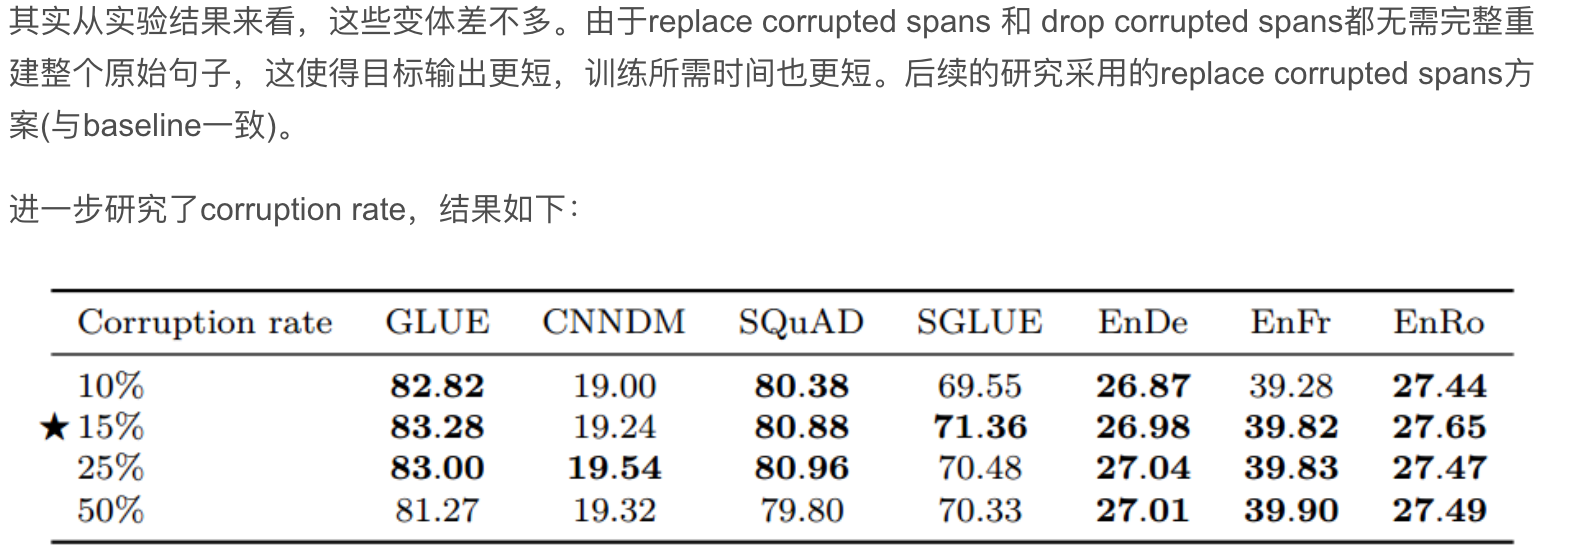 其实从实验结果来看，这些变体差不多。由于replace corrupted spans 和 drop corrupted spans都无需完整重
建整个原始句子，这使得目标输出更短，训练所需时间也更短。后续的研究采用的replace corrupted spans方
案(与baseline一致)。
进一步研究了corruption rate，结果如下：
Corruption rate GLUE CNNDM SQuAD SGLUE EnDe EnFr EnRo
10% 82.82 19.00 80.38 69.55 26.87 39.28 27.44
★ 15% 83.28 19.24 80.88 71.36 26.98 39.82 27.65
25% 83.00 19.54 80.96 70.48 27.04 39.83 27.47
50% 81.27 19.32 79.80 70.33 27.01 39.90 27.49